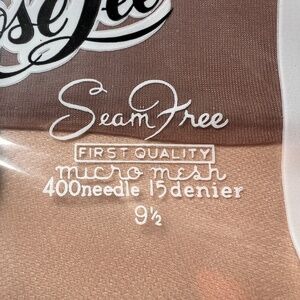 Seam Free
FIRST QUALITY
micro mesh
400needle 15denier
9½